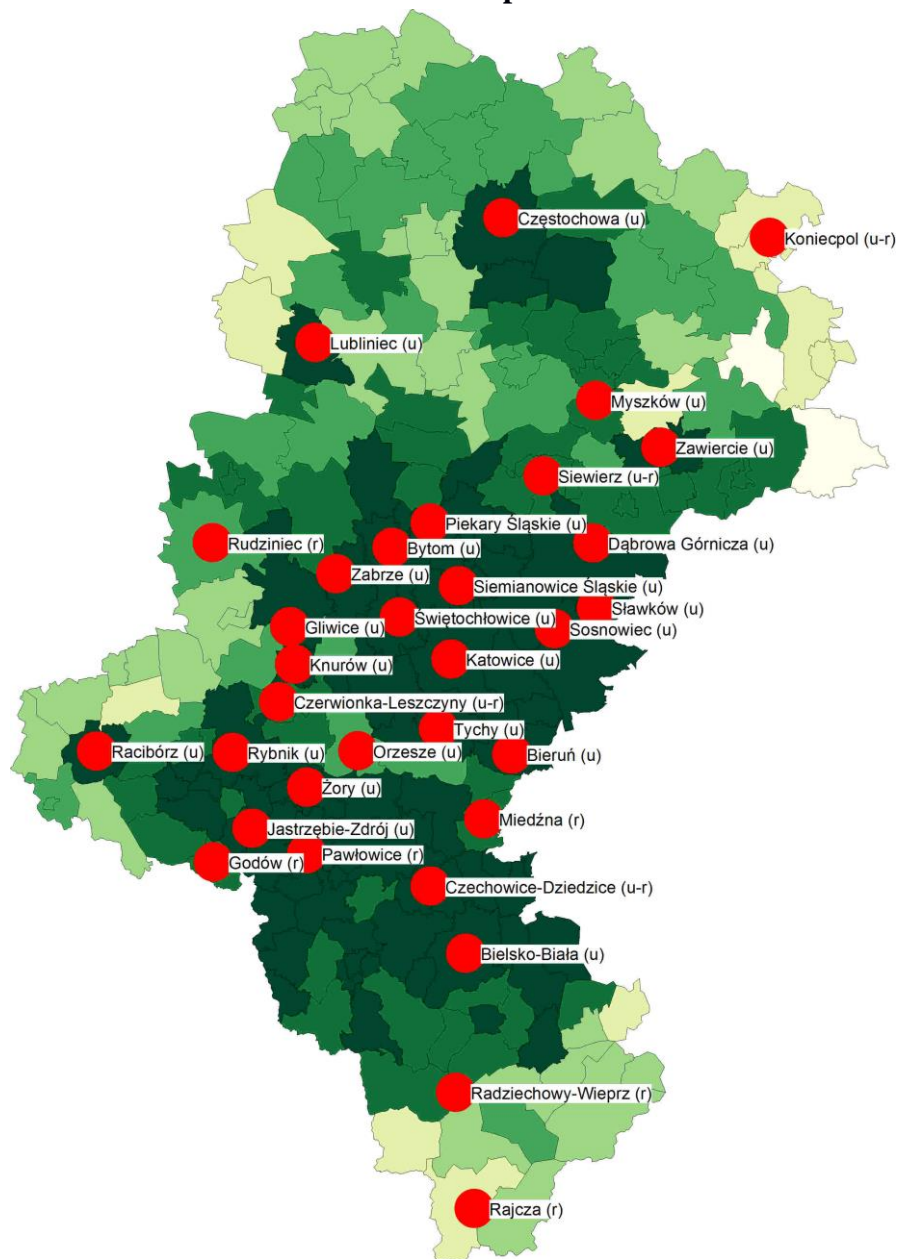 Częstochowa (u)
Koniecpol (u-r)
Lubliniec (u)
Myszków (u)
Zawiercie (u)
Siewierz (u-r)
Piekary Śląskie (u)
Rudziniec (r)
Bytom (u)
Dąbrowa Górnicza (u)
Zabrze (u)
Siemianowice Śląskie (u)
Sławków (u)
Świętochłowice (u)
Gliwice (u)
Sosnowiec (u)
Knurów (u)
Katowice (u)
Czerwionka-Leszczyny (u-r)
Tychy (u)
Racibórz (u)
Rybnik (u)
Orzesze (u)
Bieruń (u)
Żory (u)
Miedźna (r)
Jastrzębie-Zdrój (u)
Pawłowice (r)
Godów (r)
Czechowice-Dziedzice (u-r)
Bielsko-Biała (u)
Radziechowy-Wieprz (r)
Rajcza (r)